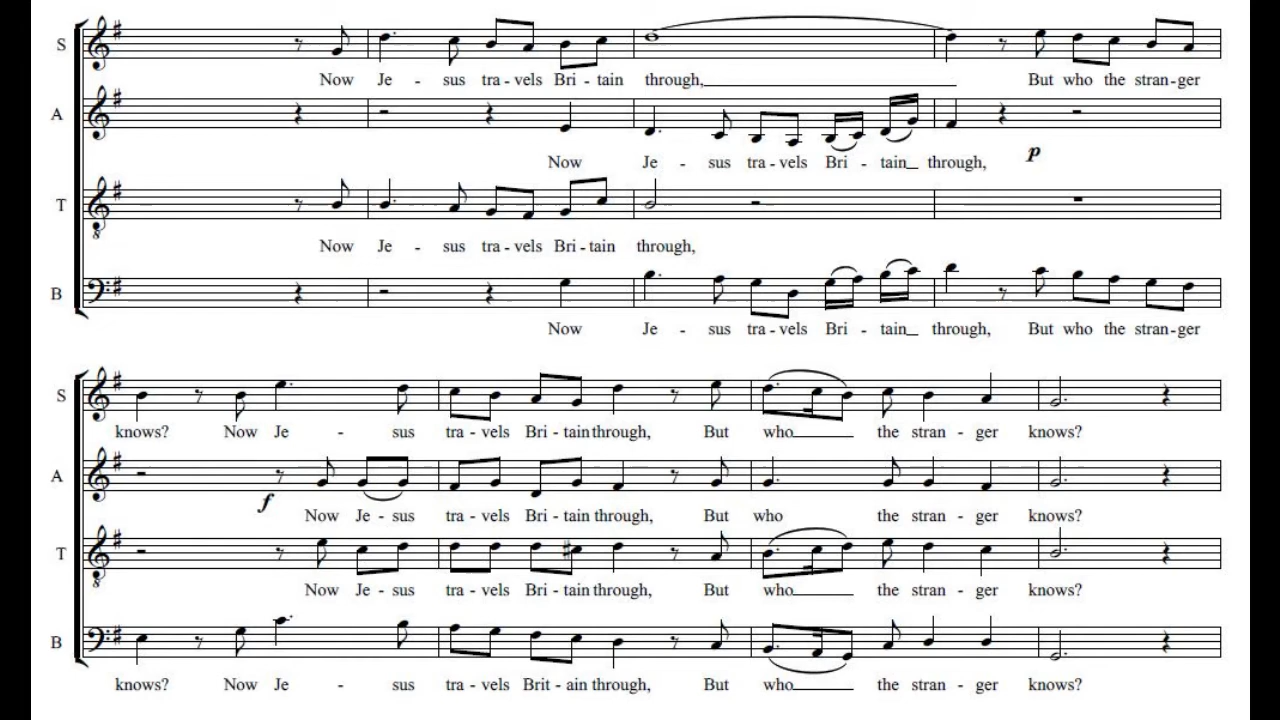 S
Now Je - sus tra - vels Bri - tain through, But who the stran - ger
A
Now Je - sus tra - vels Bri - tain through,
p
T
8
Now Je - sus tra - vels Bri - tain through,
B
Now Je - sus tra - vels Bri - tain through, But who the stran - ger
S
knows? Now Je - sus tra - vels Bri - tain through, But who the stran - ger knows?
A
f
Now Je - sus tra - vels Bri - tain through, But who the stran - ger knows?
T
8
Now Je - sus tra - vels Bri - tain through, But who the stran - ger knows?
B
knows? Now Je - sus tra - vels Brit - ain through, But who the stran - ger knows?